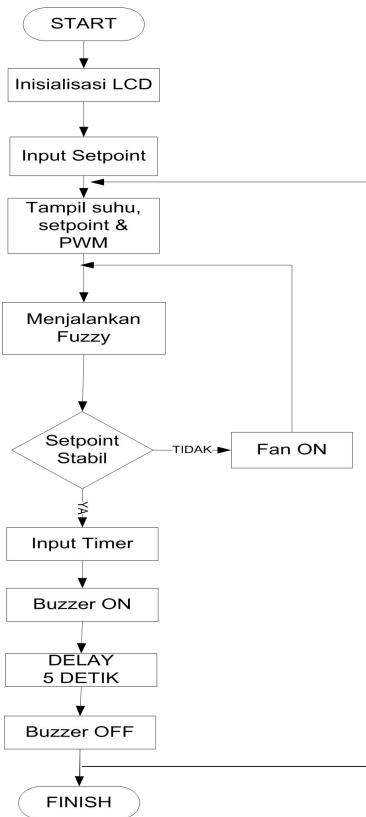 START
Inisialisasi LCD
Input Setpoint
Tampil suhu,
setpoint &
PWM
Menjalankan
Fuzzy
Setpoint
Stabil
TIDAK
Fan ON
YA
Input Timer
Buzzer ON
DELAY
5 DETIK
Buzzer OFF
FINISH